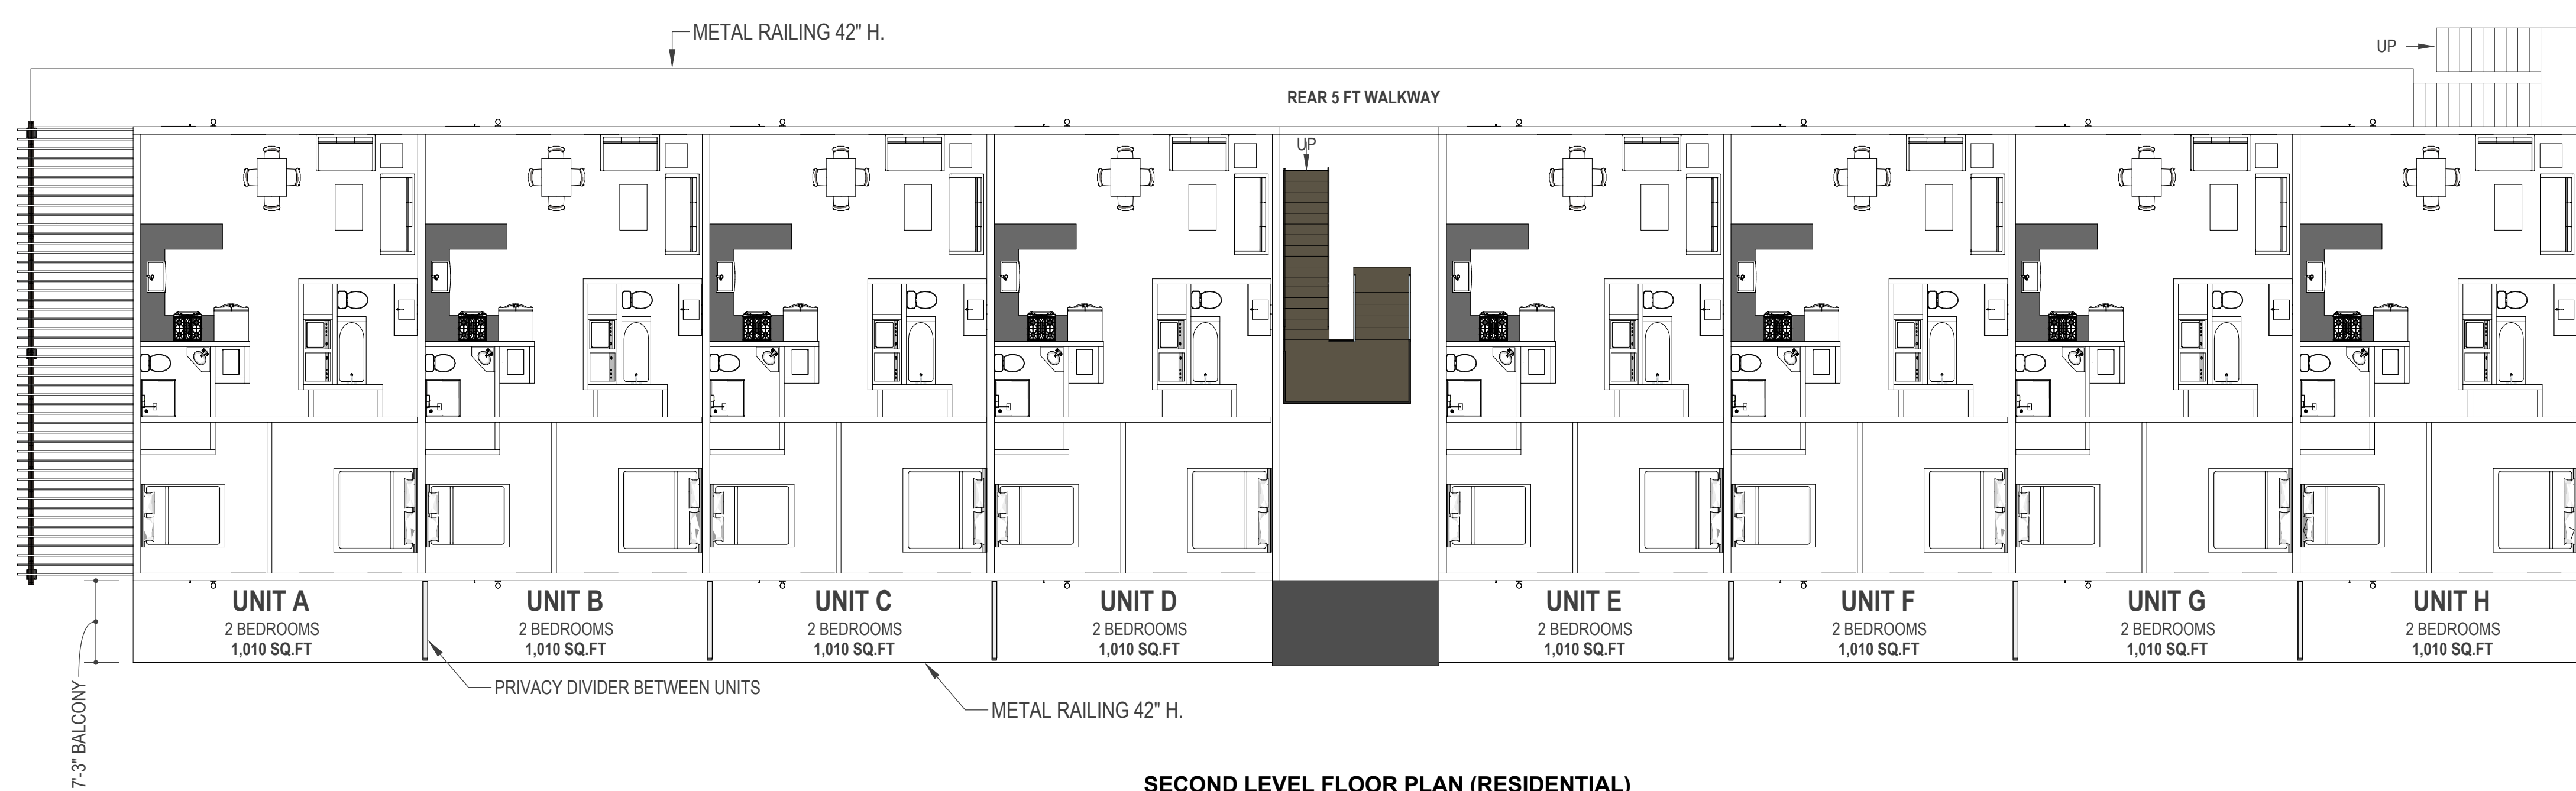 METAL RAILING 42" H.
UP
REAR 5 FT WALKWAY
UP
UNIT A
2 BEDROOMS
1,010 SQ.FT
UNIT B
2 BEDROOMS
1,010 SQ.FT
UNIT C
2 BEDROOMS
1,010 SQ.FT
UNIT D
2 BEDROOMS
1,010 SQ.FT
UNIT E
2 BEDROOMS
1,010 SQ.FT
UNIT F
2 BEDROOMS
1,010 SQ.FT
UNIT G
2 BEDROOMS
1,010 SQ.FT
UNIT H
2 BEDROOMS
1,010 SQ.FT
7'-3" BALCONY
PRIVACY DIVIDER BETWEEN UNITS
METAL RAILING 42" H.
SECOND LEVEL FLOOR PLAN (RESIDENTIAL)